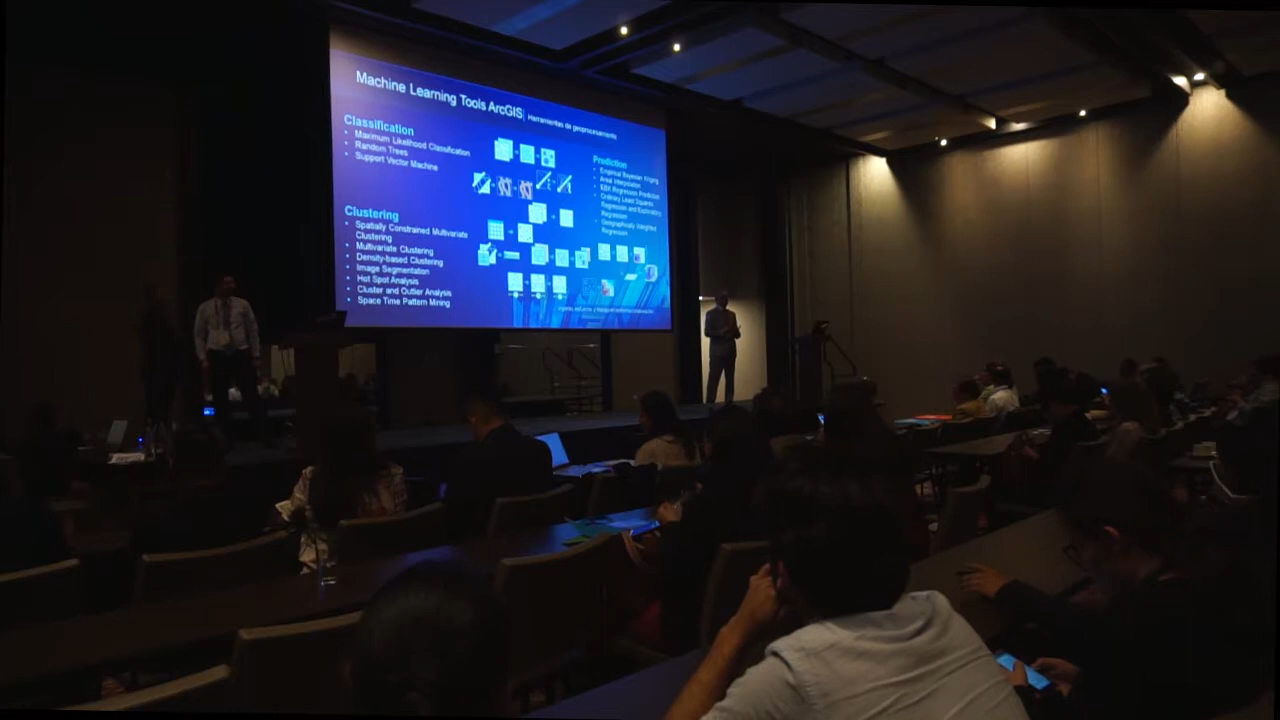 Machine Learning Tools ArcGIS| Herramientas de geoprocesamiento
Classification
• Maximum Likelihood Classification
• Random Trees
• Support Vector Machine
Clustering
• Spatially Constrained Multivariate
Clustering
• Multivariate Clustering
• Density-based Clustering
• Image Segmentation
• Hot Spot Analysis
• Cluster and Outlier Analysis
• Space Time Pattern Mining
Prediction
• Empirical Bayesian Kriging
• Areal Interpolation
• EBK Regression Prediction
• Ordinary Least Squares
Regression and Exploratory
Regression
• Geographically Weighted
Regression